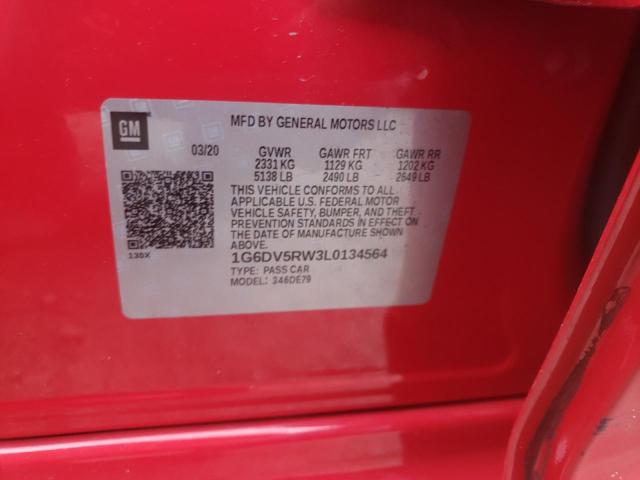 GM
MFD BY GENERAL MOTORS LLC
03/20 GVWR GAWR FRT GAWR RR
2331 KG 1129 KG 1202 KG
5138 LB 2490 LB 2649 LB
THIS VEHICLE CONFORMS TO ALL
APPLICABLE U.S. FEDERAL MOTOR
VEHICLE SAFETY, BUMPER, AND THEFT
PREVENTION STANDARDS IN EFFECT ON
THE DATE OF MANUFACTURE SHOWN
ABOVE.
130X
1G6DV5RW3L0134564
TYPE: PASS CAR
MODEL: 346DE79